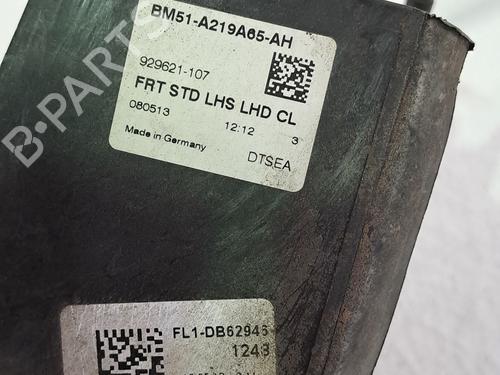 BM51-A219A65-AH
929621-107
FRT STD LHS LHD CL
080513 12:12 3
Made in Germany
DTSEA
B-PARTS
FL1-DB62946
1243